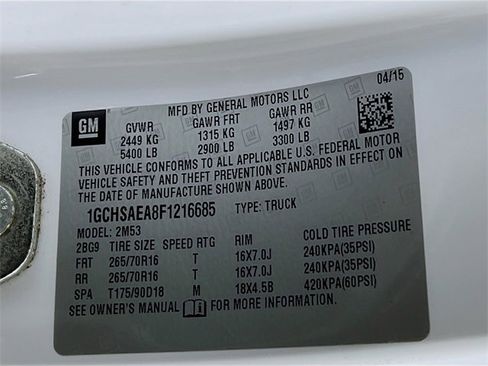 04/15
MFD BY GENERAL MOTORS LLC
GM
GVWR GAWR FRT GAWR RR
2449 KG 1315 KG 1497 KG
5400 LB 2900 LB 3300 LB
THIS VEHICLE CONFORMS TO ALL APPLICABLE U.S. FEDERAL MOTOR
VEHICLE SAFETY AND THEFT PREVENTION STANDARDS IN EFFECT ON
THE DATE OF MANUFACTURE SHOWN ABOVE.
1GCHSAEA8F1216685 TYPE: TRUCK
MODEL: 2M53
2BG9 TIRE SIZE SPEED RTG RIM COLD TIRE PRESSURE
FRT 265/70R16 T 16X7.0J 240KPA(35PSI)
RR 265/70R16 T 16X7.0J 240KPA(35PSI)
SPA T175/90D18 M 18X4.5B 420KPA(60PSI)
SEE OWNER'S MANUAL FOR MORE INFORMATION.